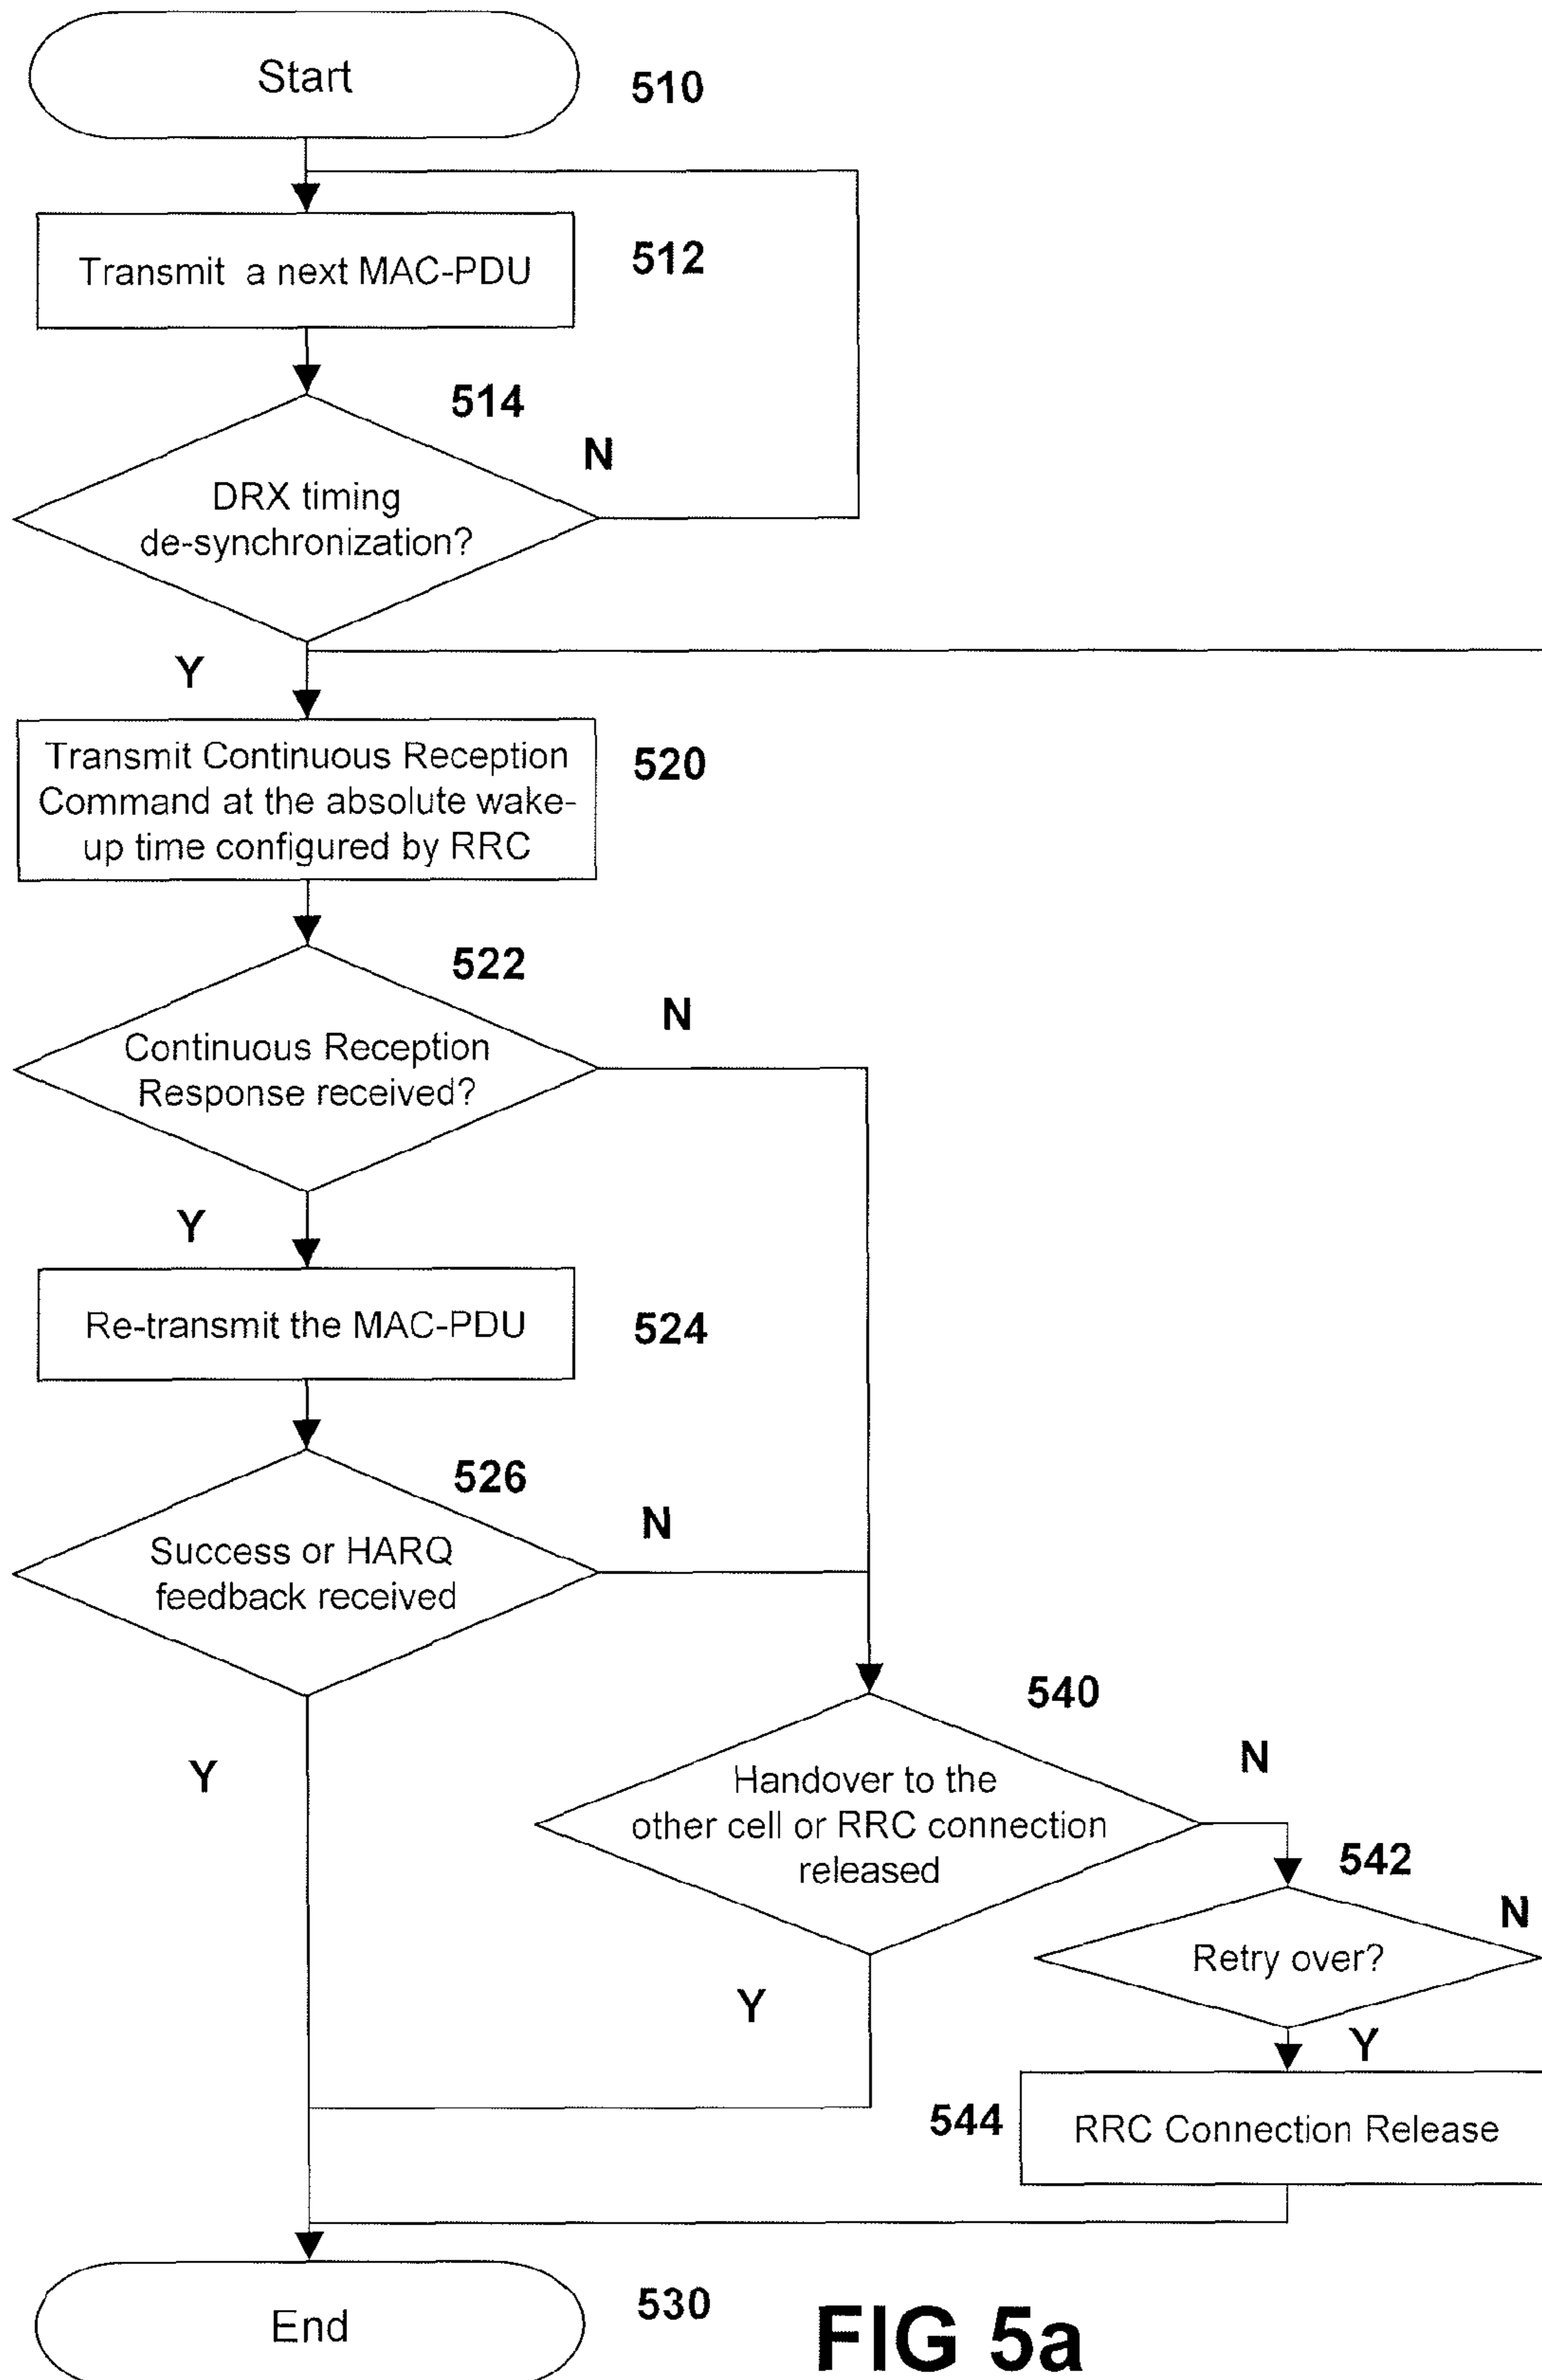 Start
510
Transmit a next MAC-PDU
512
514
N
DRX timing
de-synchronization?
Y
Transmit Continuous Reception
Command at the absolute wake-
up time configured by RRC
520
522
N
Continuous Reception
Response received?
Y
Re-transmit the MAC-PDU
524
526
N
Success or HARQ
feedback received
Y
540
N
Handover to the
other cell or RRC connection
released
542
N
Retry over?
Y
Y
544
RRC Connection Release
End
530
FIG 5a